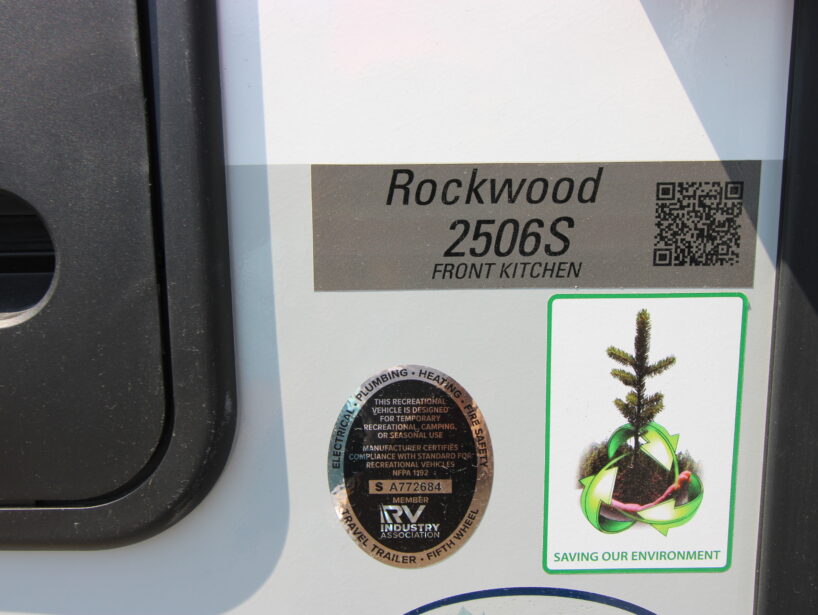 Rockwood
2506S
FRONT KITCHEN
ELECTRICAL · PLUMBING · HEATING · FIRE SAFETY
THIS RECREATIONAL
VEHICLE IS DESIGNED
FOR TEMPORARY
RECREATIONAL, CAMPING,
OR SEASONAL USE
MANUFACTURER CERTIFIES
COMPLIANCE WITH STANDARD FOR
RECREATIONAL VEHICLES
NFPA 1192
S A772684
MEMBER
RV
INDUSTRY
ASSOCIATION
TRAVEL TRAILER · FIFTH WHEEL
SAVING OUR ENVIRONMENT